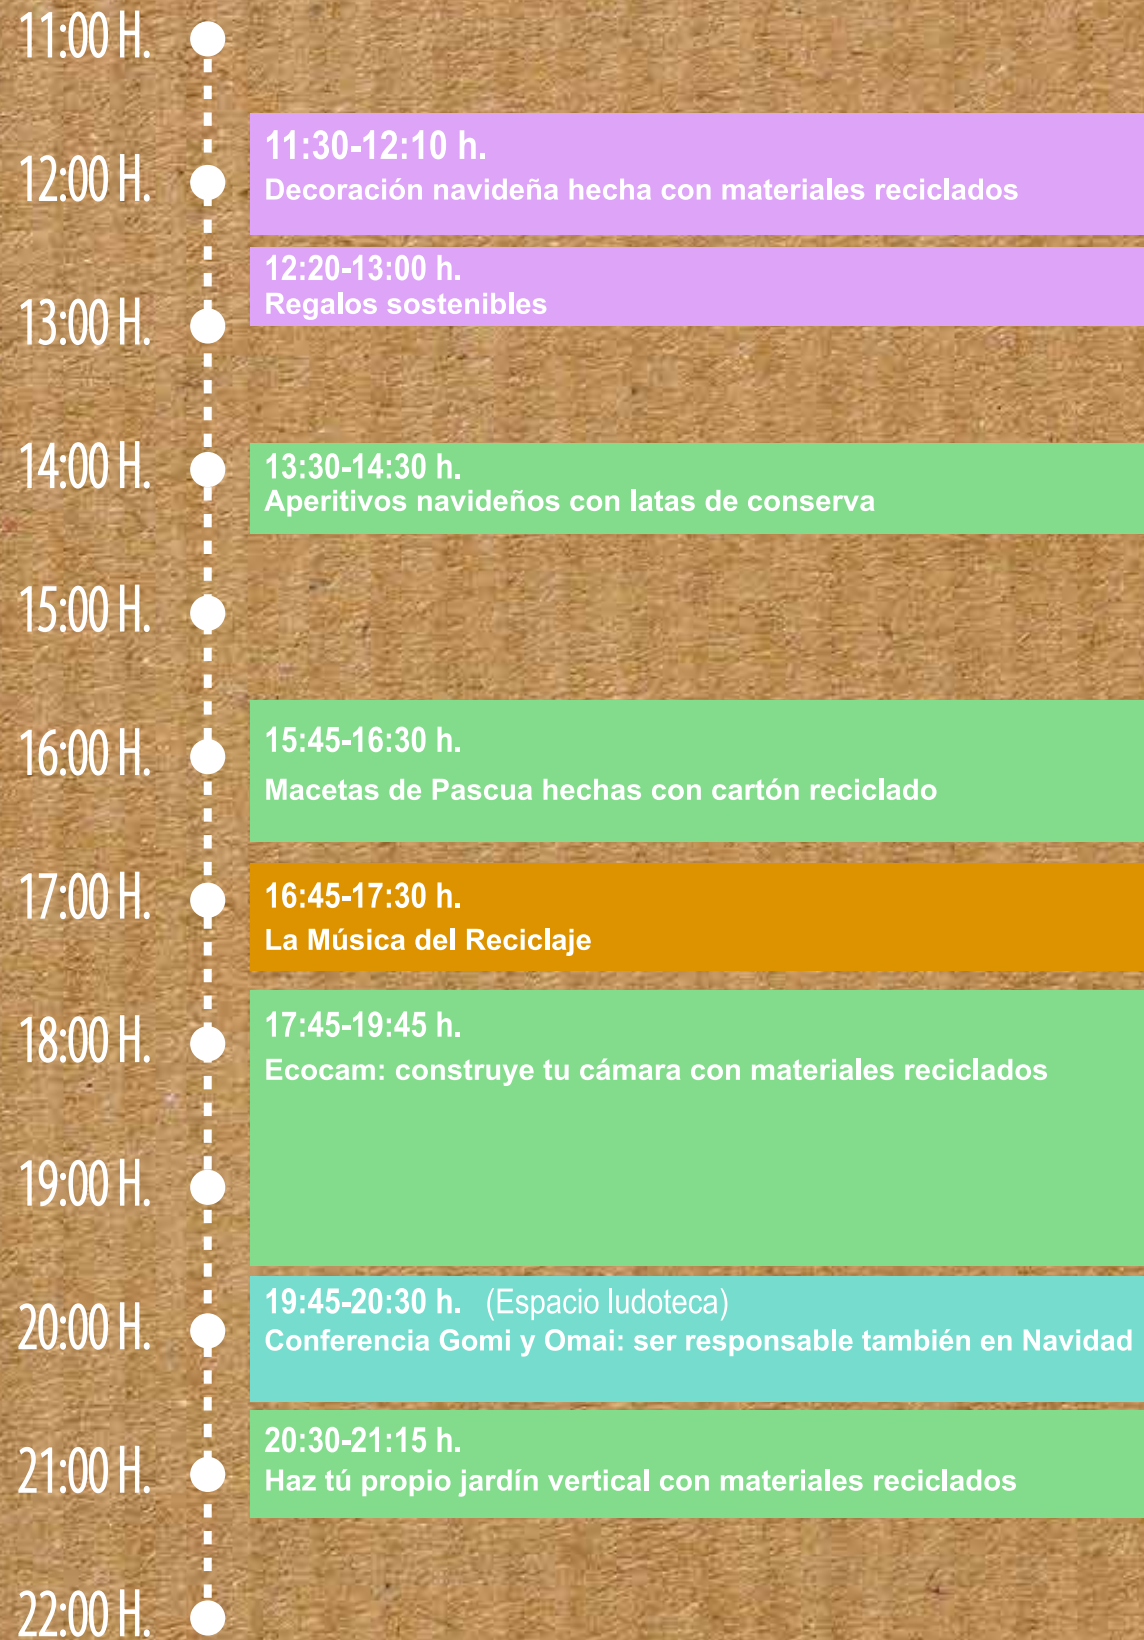 11:00 H.
11:30-12:10 h.
12:00 H.
Decoración navideña hecha con materiales reciclados
12:20-13:00 h.
Regalos sostenibles
13:00 H.
14:00 H.
13:30-14:30 h.
Aperitivos navideños con latas de conserva
15:00 H.
16:00 H.
15:45-16:30 h.
Macetas de Pascua hechas con cartón reciclado
17:00 H.
16:45-17:30 h.
La Música del Reciclaje
18:00 H.
17:45-19:45 h.
Ecocam: construye tu cámara con materiales reciclados
19:00 H.
19:45-20:30 h. (Espacio ludoteca)
20:00 H.
Conferencia Gomi y Omai: ser responsable también en Navidad
20:30-21:15 h.
21:00 H.
Haz tú propio jardín vertical con materiales reciclados
22:00 H.